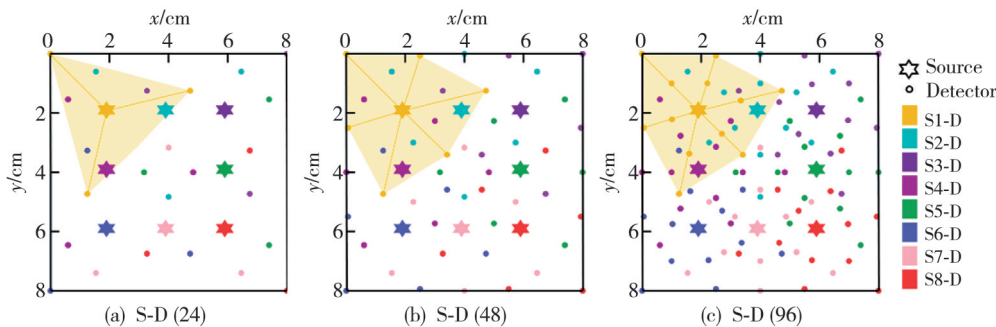 x/cm
x/cm
x/cm
0 2 4 6 8
0 2 4 6 8
0 2 4 6 8
y/cm
2
4
6
8
y/cm
2
4
6
8
y/cm
2
4
6
8
Source
Detector
S1-D
S2-D
S3-D
S4-D
S5-D
S6-D
S7-D
S8-D
(a) S-D (24)
(b) S-D (48)
(c) S-D (96)